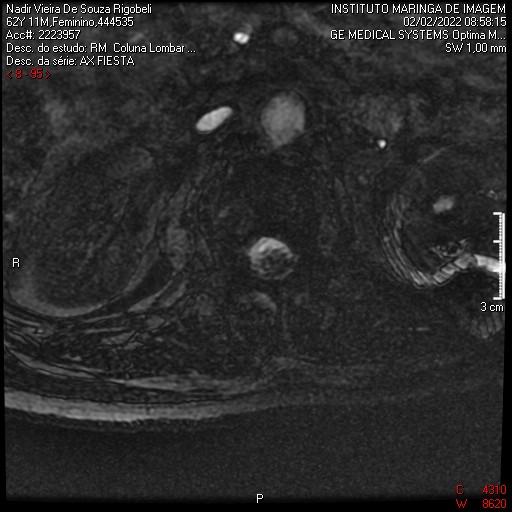 Nadir Vieira De Souza Rigobeli
62Y 11M,Feminino,444535
Acc#: 2223957
Desc. do estudo: RM Coluna Lombar ...
Desc. da série: AX FIESTA
< 8 - 95 >
INSTITUTO MARINGA DE IMAGEM
02/02/2022 08:58:15
GE MEDICAL SYSTEMS Optima M...
SW 1,00 mm
R
3 cm
P
C 4310
W 8620